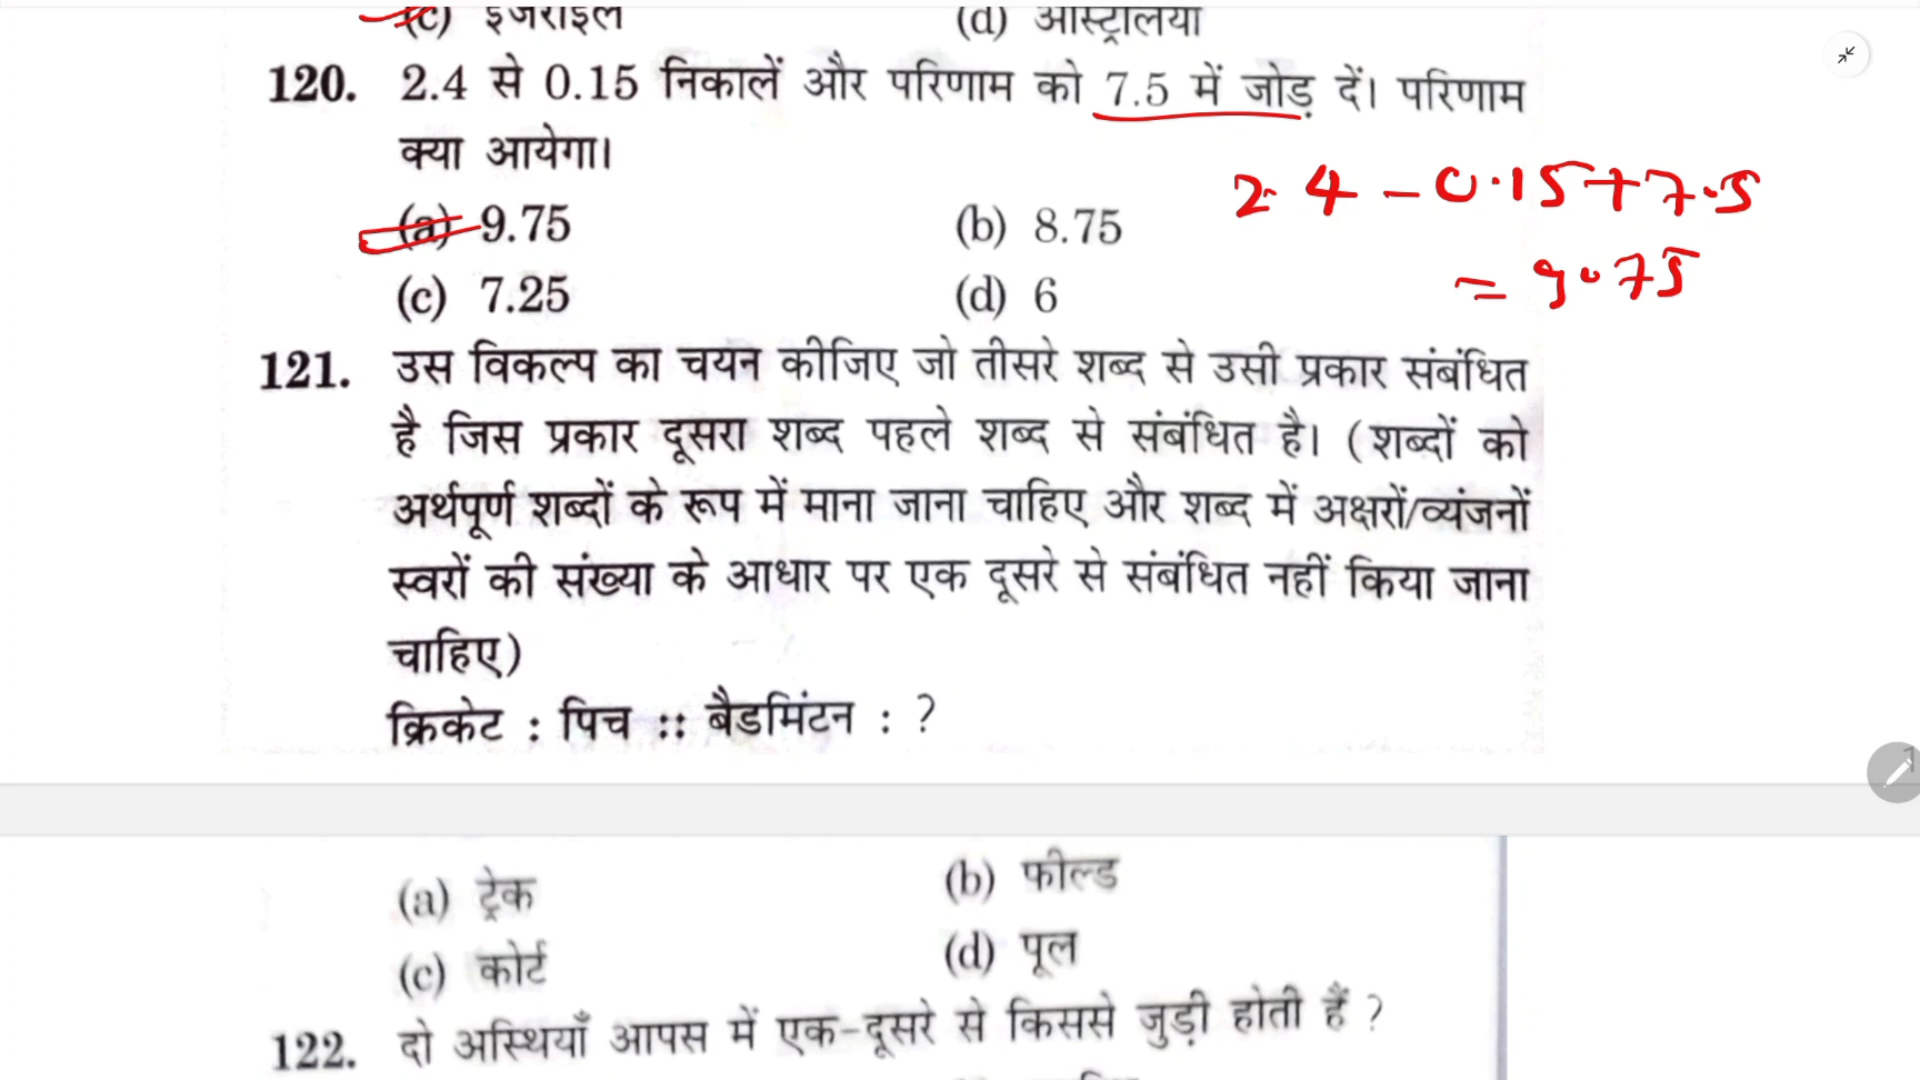 (c) इजराइल (d) ऑस्ट्रेलिया
120. 2.4 से 0.15 निकालें और परिणाम को 7.5 में जोड़ दें। परिणाम
क्या आयेगा।
2.4 - 0.15 + 7.5
(a) 9.75 (b) 8.75
= 9.75
(c) 7.25 (d) 6
121. उस विकल्प का चयन कीजिए जो तीसरे शब्द से उसी प्रकार संबंधित
है जिस प्रकार दूसरा शब्द पहले शब्द से संबंधित है। (शब्दों को
अर्थपूर्ण शब्दों के रूप में माना जाना चाहिए और शब्द में अक्षरों/व्यंजनों
स्वरों की संख्या के आधार पर एक दूसरे से संबंधित नहीं किया जाना
चाहिए)
क्रिकेट : पिच :: बैडमिंटन : ?
(a) ट्रेक (b) फील्ड
(c) कोर्ट (d) पूल
122. दो अस्थियाँ आपस में एक-दूसरे से किससे जुड़ी होती हैं ?